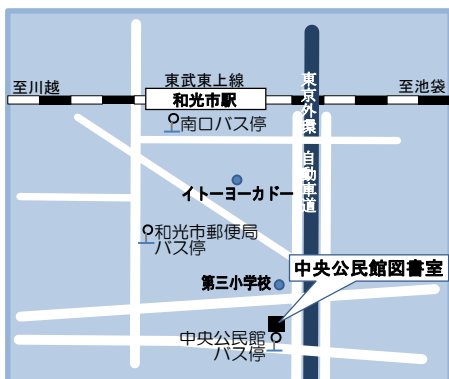 東武東上線
至川越
至池袋
和光市駅
南口バス停
東京外環自動車道
イトーヨーカドー
和光市郵便局
バス停
中央公民館図書室
第三小学校
中央公民館
バス停